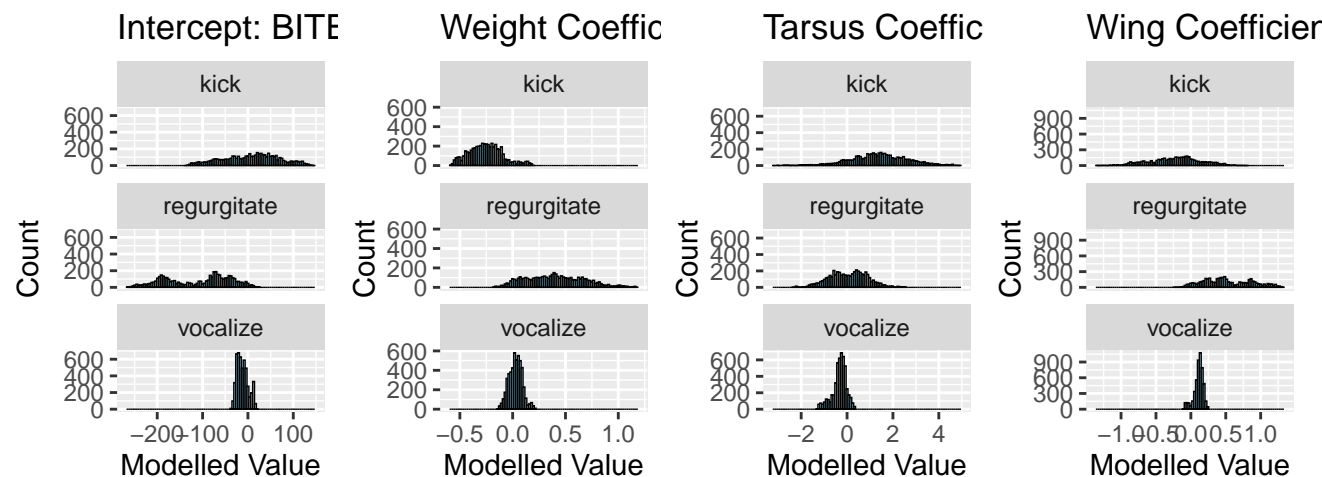 Intercept: BITE
Weight Coeffic
Tarsus Coeffic
Wing Coefficien
kick
kick
kick
kick
600
400
200
0
600
400
200
0
600
400
200
0
900
600
300
0
regurgitate
regurgitate
regurgitate
regurgitate
600
400
200
0
600
400
200
0
600
400
200
0
900
600
300
0
vocalize
vocalize
vocalize
vocalize
600
400
200
0
600
400
200
0
600
400
200
0
900
600
300
0
Count
Count
Count
Count
−200 −100 0 100
−0.5 0.0 0.5 1.0
−2 0 2 4
−1.0 −0.5 0.0 0.5 1.0
Modelled Value
Modelled Value
Modelled Value
Modelled Value